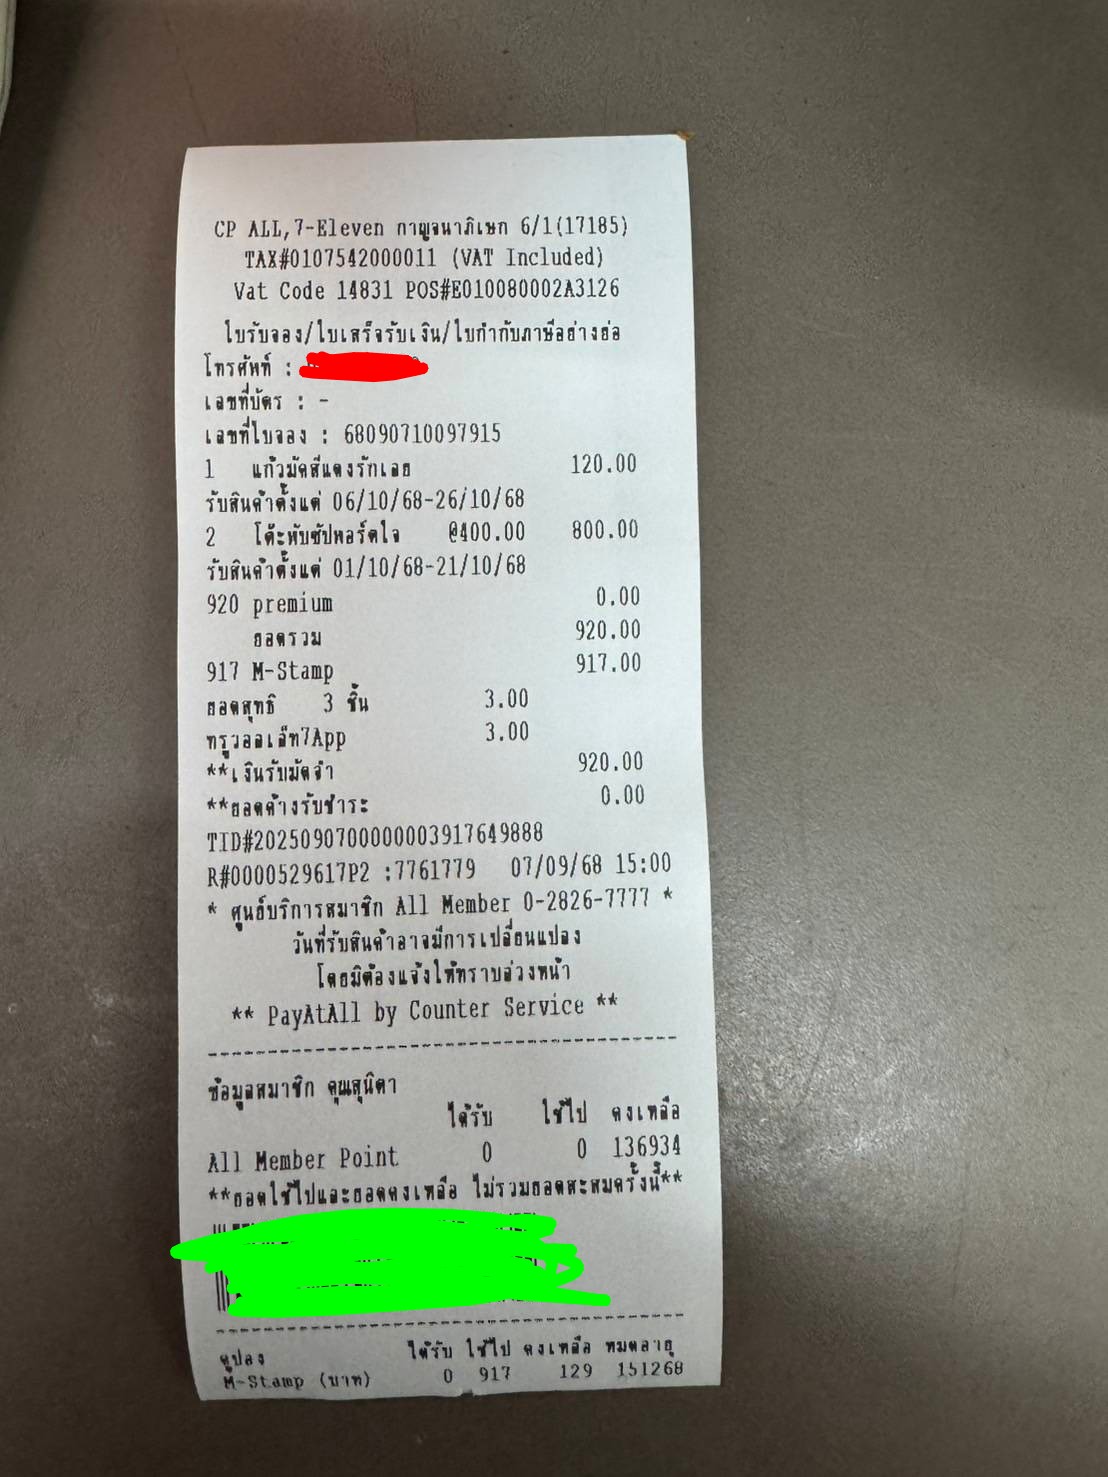 CP ALL,7-Eleven กาญจนาภิเษก 6/1(17185)
TAX#0107542000011 (VAT Included)
Vat Code 14831 POS#E010080002A3126
ใบรับจอง/ใบเสร็จรับเงิน/ใบกำกับภาษีอย่างย่อ
โทรศัพท์ :
เลขที่บัตร : -
เลขที่ใบจอง : 68090710097915
1 แก้วมัคสีแดงรักเลย 120.00
รับสินค้าตั้งแต่ 06/10/68-26/10/68
2 โต๊ะพับซัปพอร์ตใจ @400.00 800.00
รับสินค้าตั้งแต่ 01/10/68-21/10/68
920 premium 0.00
ยอดรวม 920.00
917 M-Stamp 917.00
ยอดสุทธิ 3 ชิ้น 3.00
ทรูวอลเล็ท7App 3.00
**เงินรับมัดจำ 920.00
**ยอดค้างรับชำระ 0.00
TID#2025090700000003917649888
R#0000529617P2 :7761779 07/09/68 15:00
* ศูนย์บริการสมาชิก All Member 0-2826-7777 *
วันที่รับสินค้าอาจมีการเปลี่ยนแปลง
โดยมิต้องแจ้งให้ทราบล่วงหน้า
** PayAtAll by Counter Service **
ข้อมูลสมาชิก คุณสุนิตา
ได้รับ ใช้ไป คงเหลือ
All Member Point 0 0 136934
**ยอดใช้ไปและยอดคงเหลือ ไม่รวมยอดสะสมครั้งนี้**
คูปอง ได้รับ ใช้ไป คงเหลือ หมดอายุ
M-Stamp (บาท) 0 917 129 151268